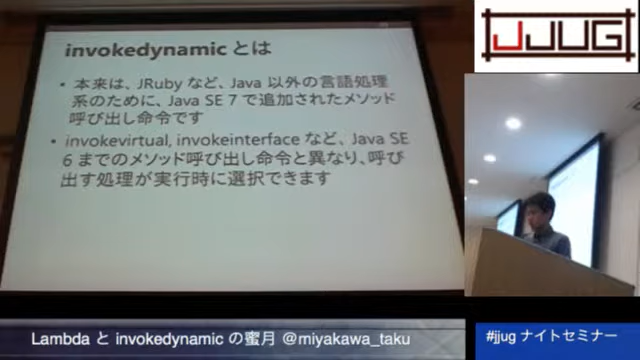 invokedynamic とは
• 本来は、JRuby など、Java 以外の言語処理
系のために、Java SE 7 で追加されたメソッド
呼び出し命令です
• invokevirtual, invokeinterface など、Java SE
6 までのメソッド呼び出し命令と異なり、呼び
出す処理が実行時に選択できます
JJUG
Lambda と invokedynamic の蜜月 @miyakawa_taku
#jjug ナイトセミナー